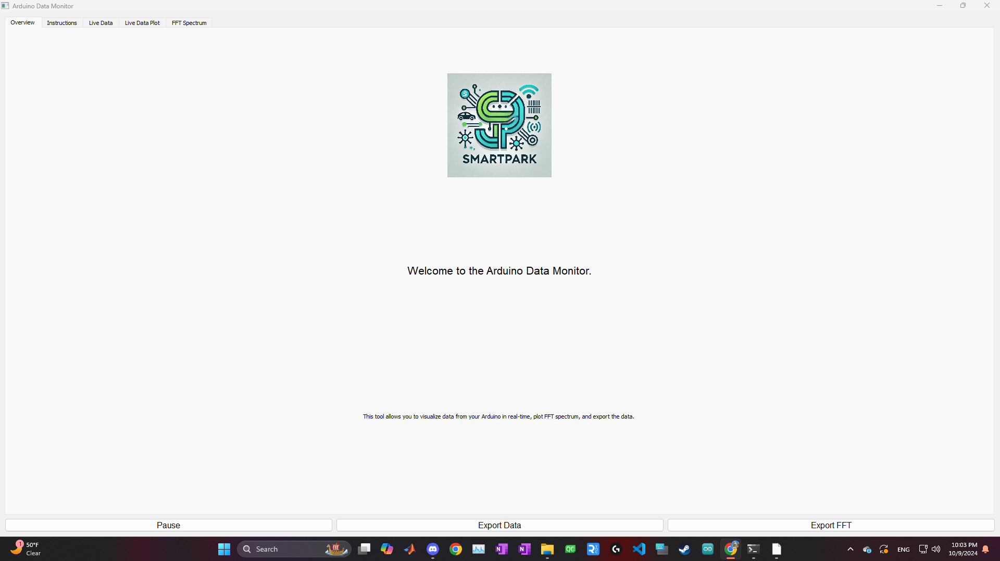 Arduino Data Monitor
Overview
Instructions
Live Data
Live Data Plot
FFT Spectrum
S
SMARTPARK
Welcome to the Arduino Data Monitor.
This tool allows you to visualize data from your Arduino in real-time, plot FFT spectrum, and export the data.
Pause
Export Data
Export FFT
1
50°F
Clear
Search
N
N
QC
ENG
10:03 PM
10/9/2024